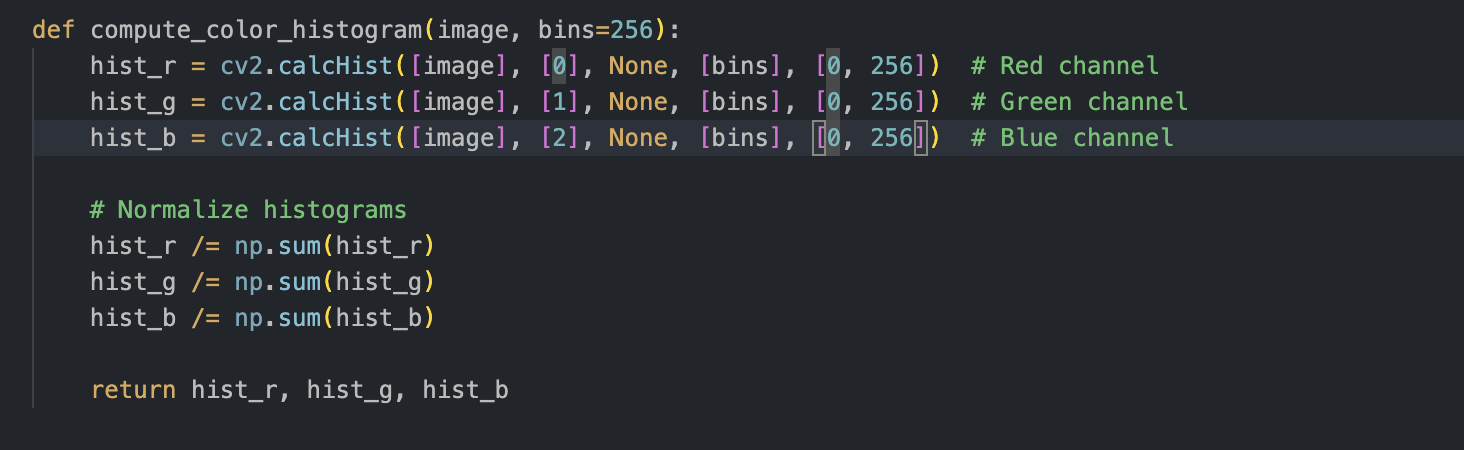 def compute_color_histogram(image, bins=256):
    hist_r = cv2.calcHist([image], [0], None, [bins], [0, 256])  # Red channel
    hist_g = cv2.calcHist([image], [1], None, [bins], [0, 256])  # Green channel
    hist_b = cv2.calcHist([image], [2], None, [bins], [0, 256])  # Blue channel

    # Normalize histograms
    hist_r /= np.sum(hist_r)
    hist_g /= np.sum(hist_g)
    hist_b /= np.sum(hist_b)

    return hist_r, hist_g, hist_b